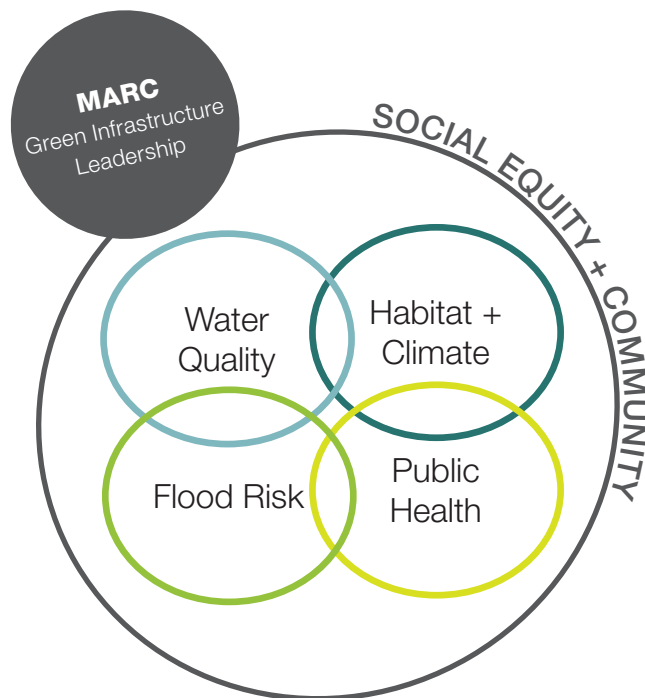 MARC
Green Infrastructure
Leadership
SOCIAL EQUITY + COMMUNITY
Water
Quality
Habitat +
Climate
Flood Risk
Public
Health